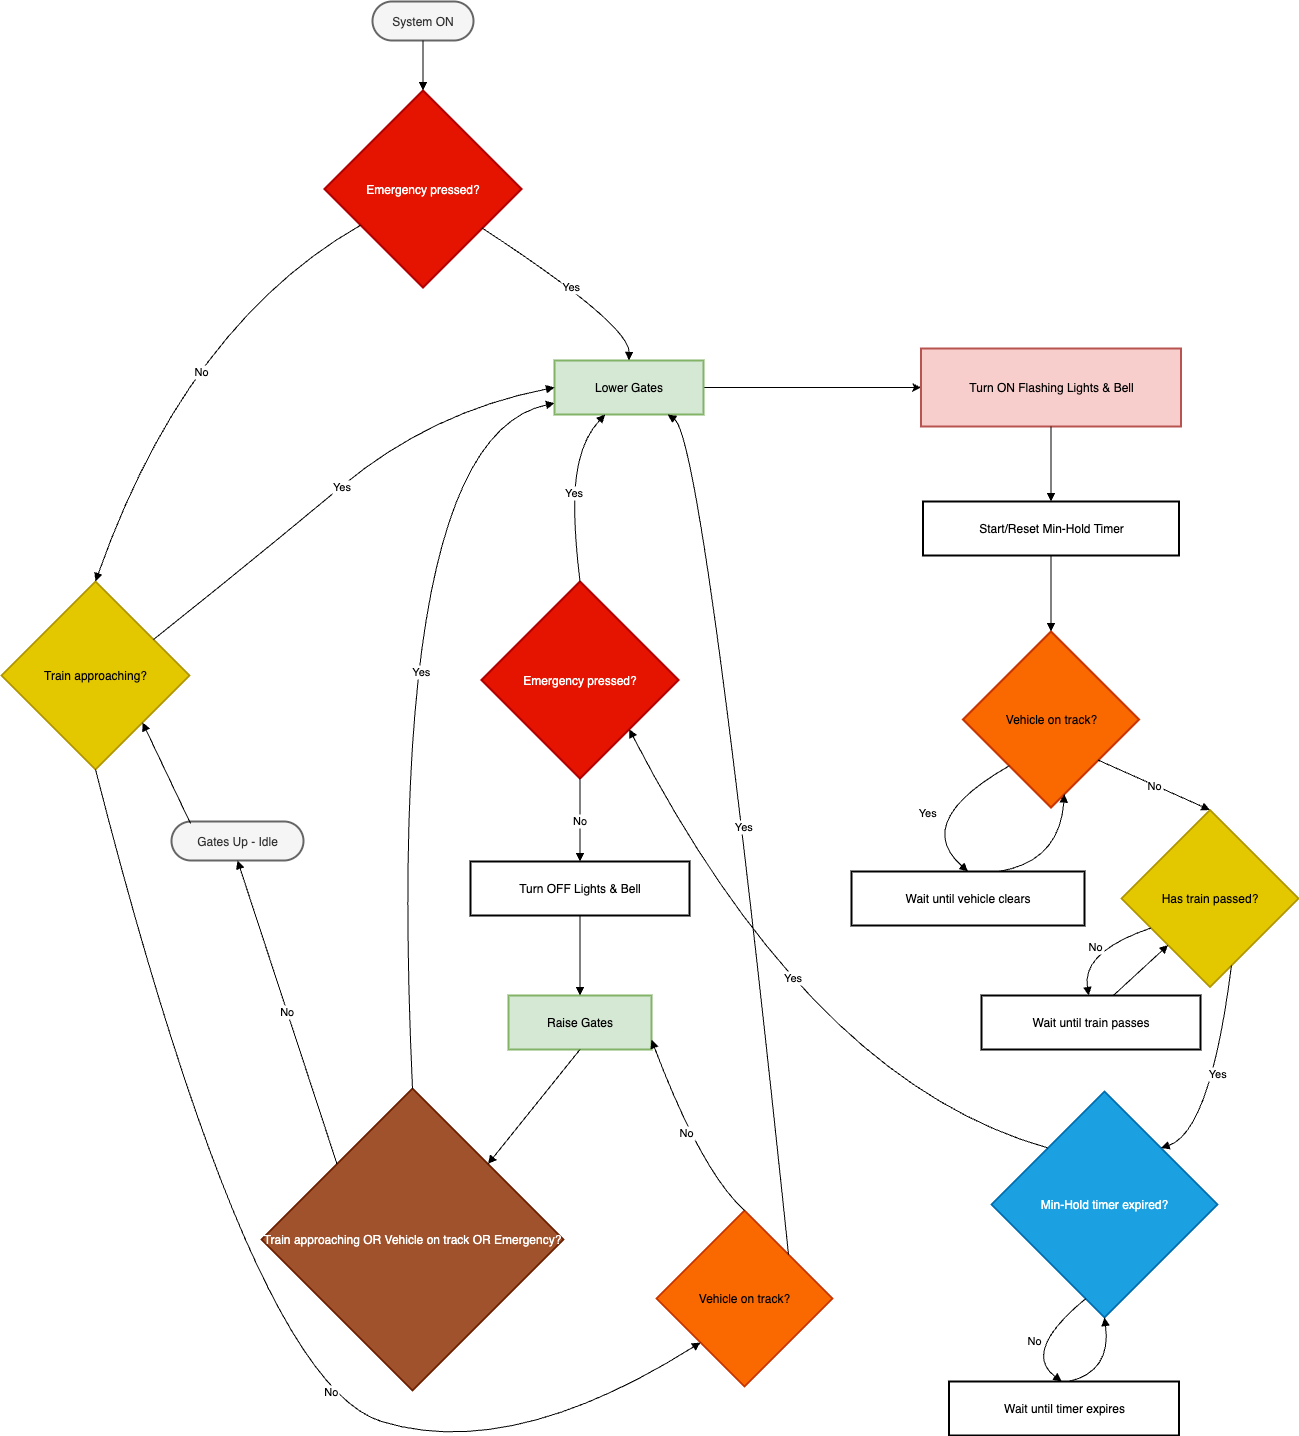 System ON
Emergency pressed?
Yes
No
Lower Gates
Turn ON Flashing Lights & Bell
Yes
Yes
Start/Reset Min-Hold Timer
Train approaching?
Yes
Emergency pressed?
Vehicle on track?
No
Yes
No
Yes
Gates Up - Idle
Turn OFF Lights & Bell
Wait until vehicle clears
Has train passed?
No
Yes
No
Raise Gates
Wait until train passes
Yes
No
Min-Hold timer expired?
Train approaching OR Vehicle on track OR Emergency?
Vehicle on track?
No
No
Wait until timer expires